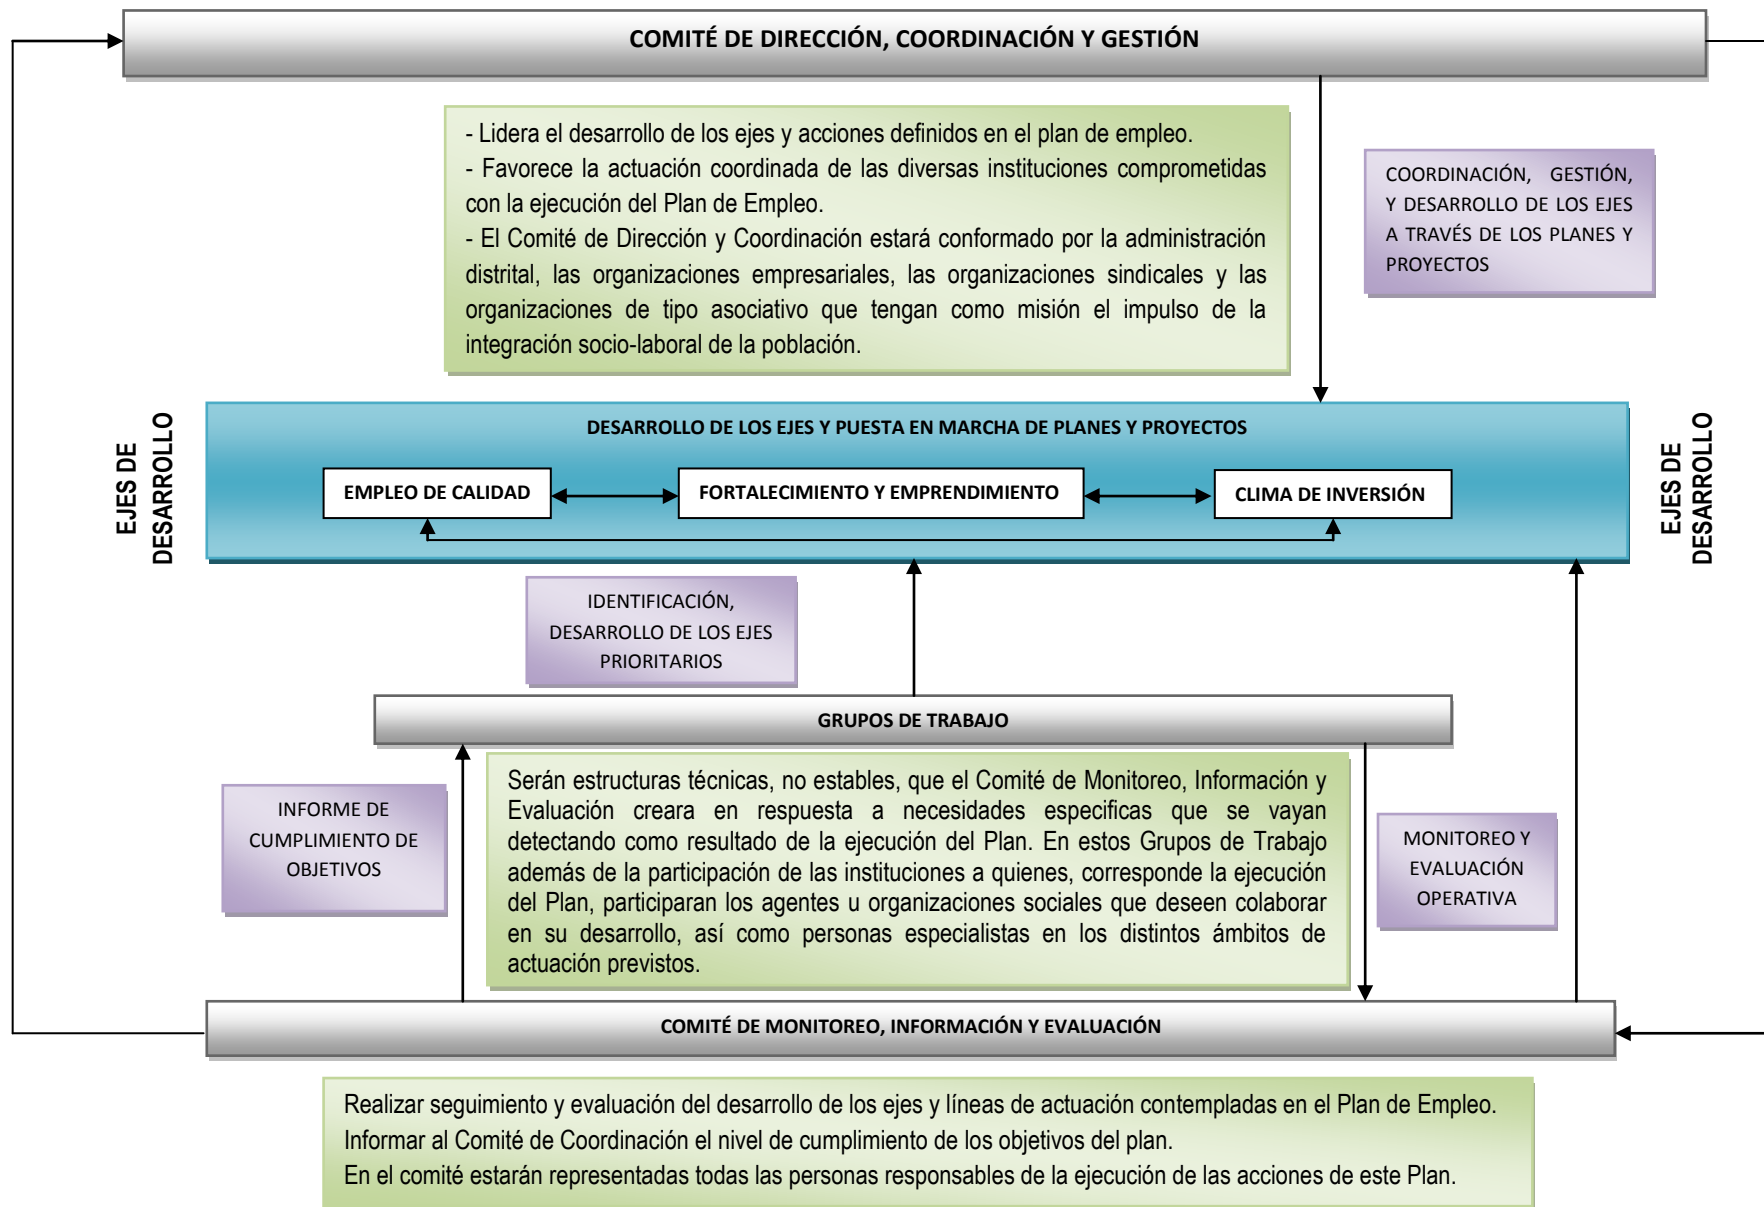 COMITÉ DE DIRECCIÓN, COORDINACIÓN Y GESTIÓN
- Lidera el desarrollo de los ejes y acciones definidos en el plan de empleo.
- Favorece la actuación coordinada de las diversas instituciones comprometidas
con la ejecución del Plan de Empleo.
- El Comité de Dirección y Coordinación estará conformado por la administración
distrital, las organizaciones empresariales, las organizaciones sindicales y las
organizaciones de tipo asociativo que tengan como misión el impulso de la
integración socio-laboral de la población.
COORDINACIÓN, GESTIÓN,
Y DESARROLLO DE LOS EJES
A TRAVÉS DE LOS PLANES Y
PROYECTOS
EJES DE
DESARROLLO
DESARROLLO DE LOS EJES Y PUESTA EN MARCHA DE PLANES Y PROYECTOS
EMPLEO DE CALIDAD
FORTALECIMIENTO Y EMPRENDIMIENTO
CLIMA DE INVERSIÓN
EJES DE
DESARROLLO
IDENTIFICACIÓN,
DESARROLLO DE LOS EJES
PRIORITARIOS
GRUPOS DE TRABAJO
INFORME DE
CUMPLIMIENTO DE
OBJETIVOS
Serán estructuras técnicas, no estables, que el Comité de Monitoreo, Información y
Evaluación creara en respuesta a necesidades especificas que se vayan
detectando como resultado de la ejecución del Plan. En estos Grupos de Trabajo
además de la participación de las instituciones a quienes, corresponde la ejecución
del Plan, participaran los agentes u organizaciones sociales que deseen colaborar
en su desarrollo, así como personas especialistas en los distintos ámbitos de
actuación previstos.
MONITOREO Y
EVALUACIÓN
OPERATIVA
COMITÉ DE MONITOREO, INFORMACIÓN Y EVALUACIÓN
Realizar seguimiento y evaluación del desarrollo de los ejes y líneas de actuación contempladas en el Plan de Empleo.
Informar al Comité de Coordinación el nivel de cumplimiento de los objetivos del plan.
En el comité estarán representadas todas las personas responsables de la ejecución de las acciones de este Plan.